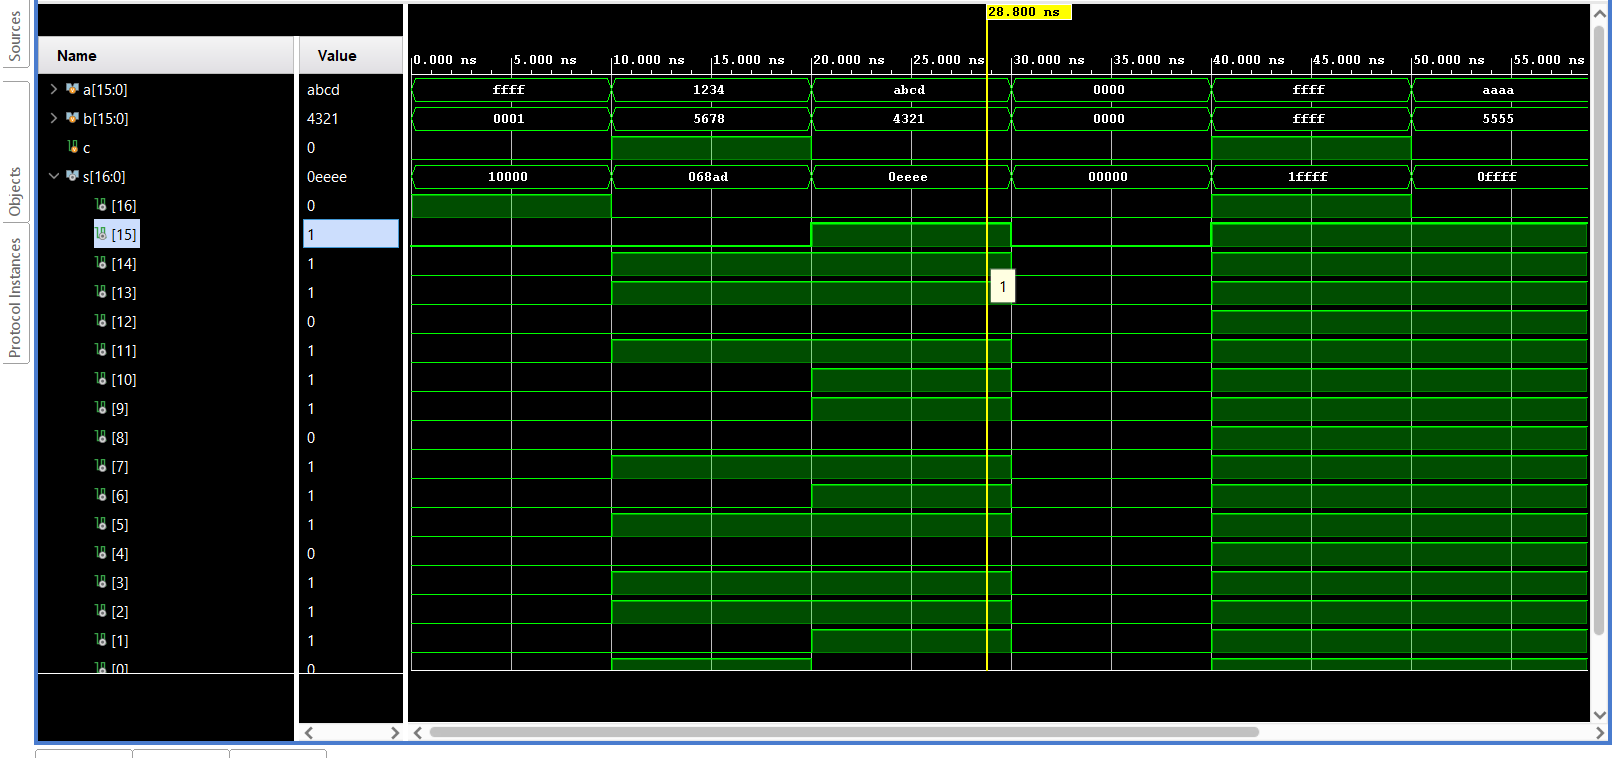 28.800 ns
Sources
Objects
Protocol Instances
Name Value
0.000 ns 5.000 ns 10.000 ns 15.000 ns 20.000 ns 25.000 ns 30.000 ns 35.000 ns 40.000 ns 45.000 ns 50.000 ns 55.000 ns
a[15:0] abcd ffff 1234 abcd 0000 ffff aaaa
b[15:0] 4321 0001 5678 4321 0000 ffff 5555
c 0
s[16:0] 0eeee 10000 068ad 0eeee 00000 1ffff 0ffff
[16] 0
[15] 1
[14] 1
[13] 1 1
[12] 0
[11] 1
[10] 1
[9] 1
[8] 0
[7] 1
[6] 1
[5] 1
[4] 0
[3] 1
[2] 1
[1] 1
[0] 0